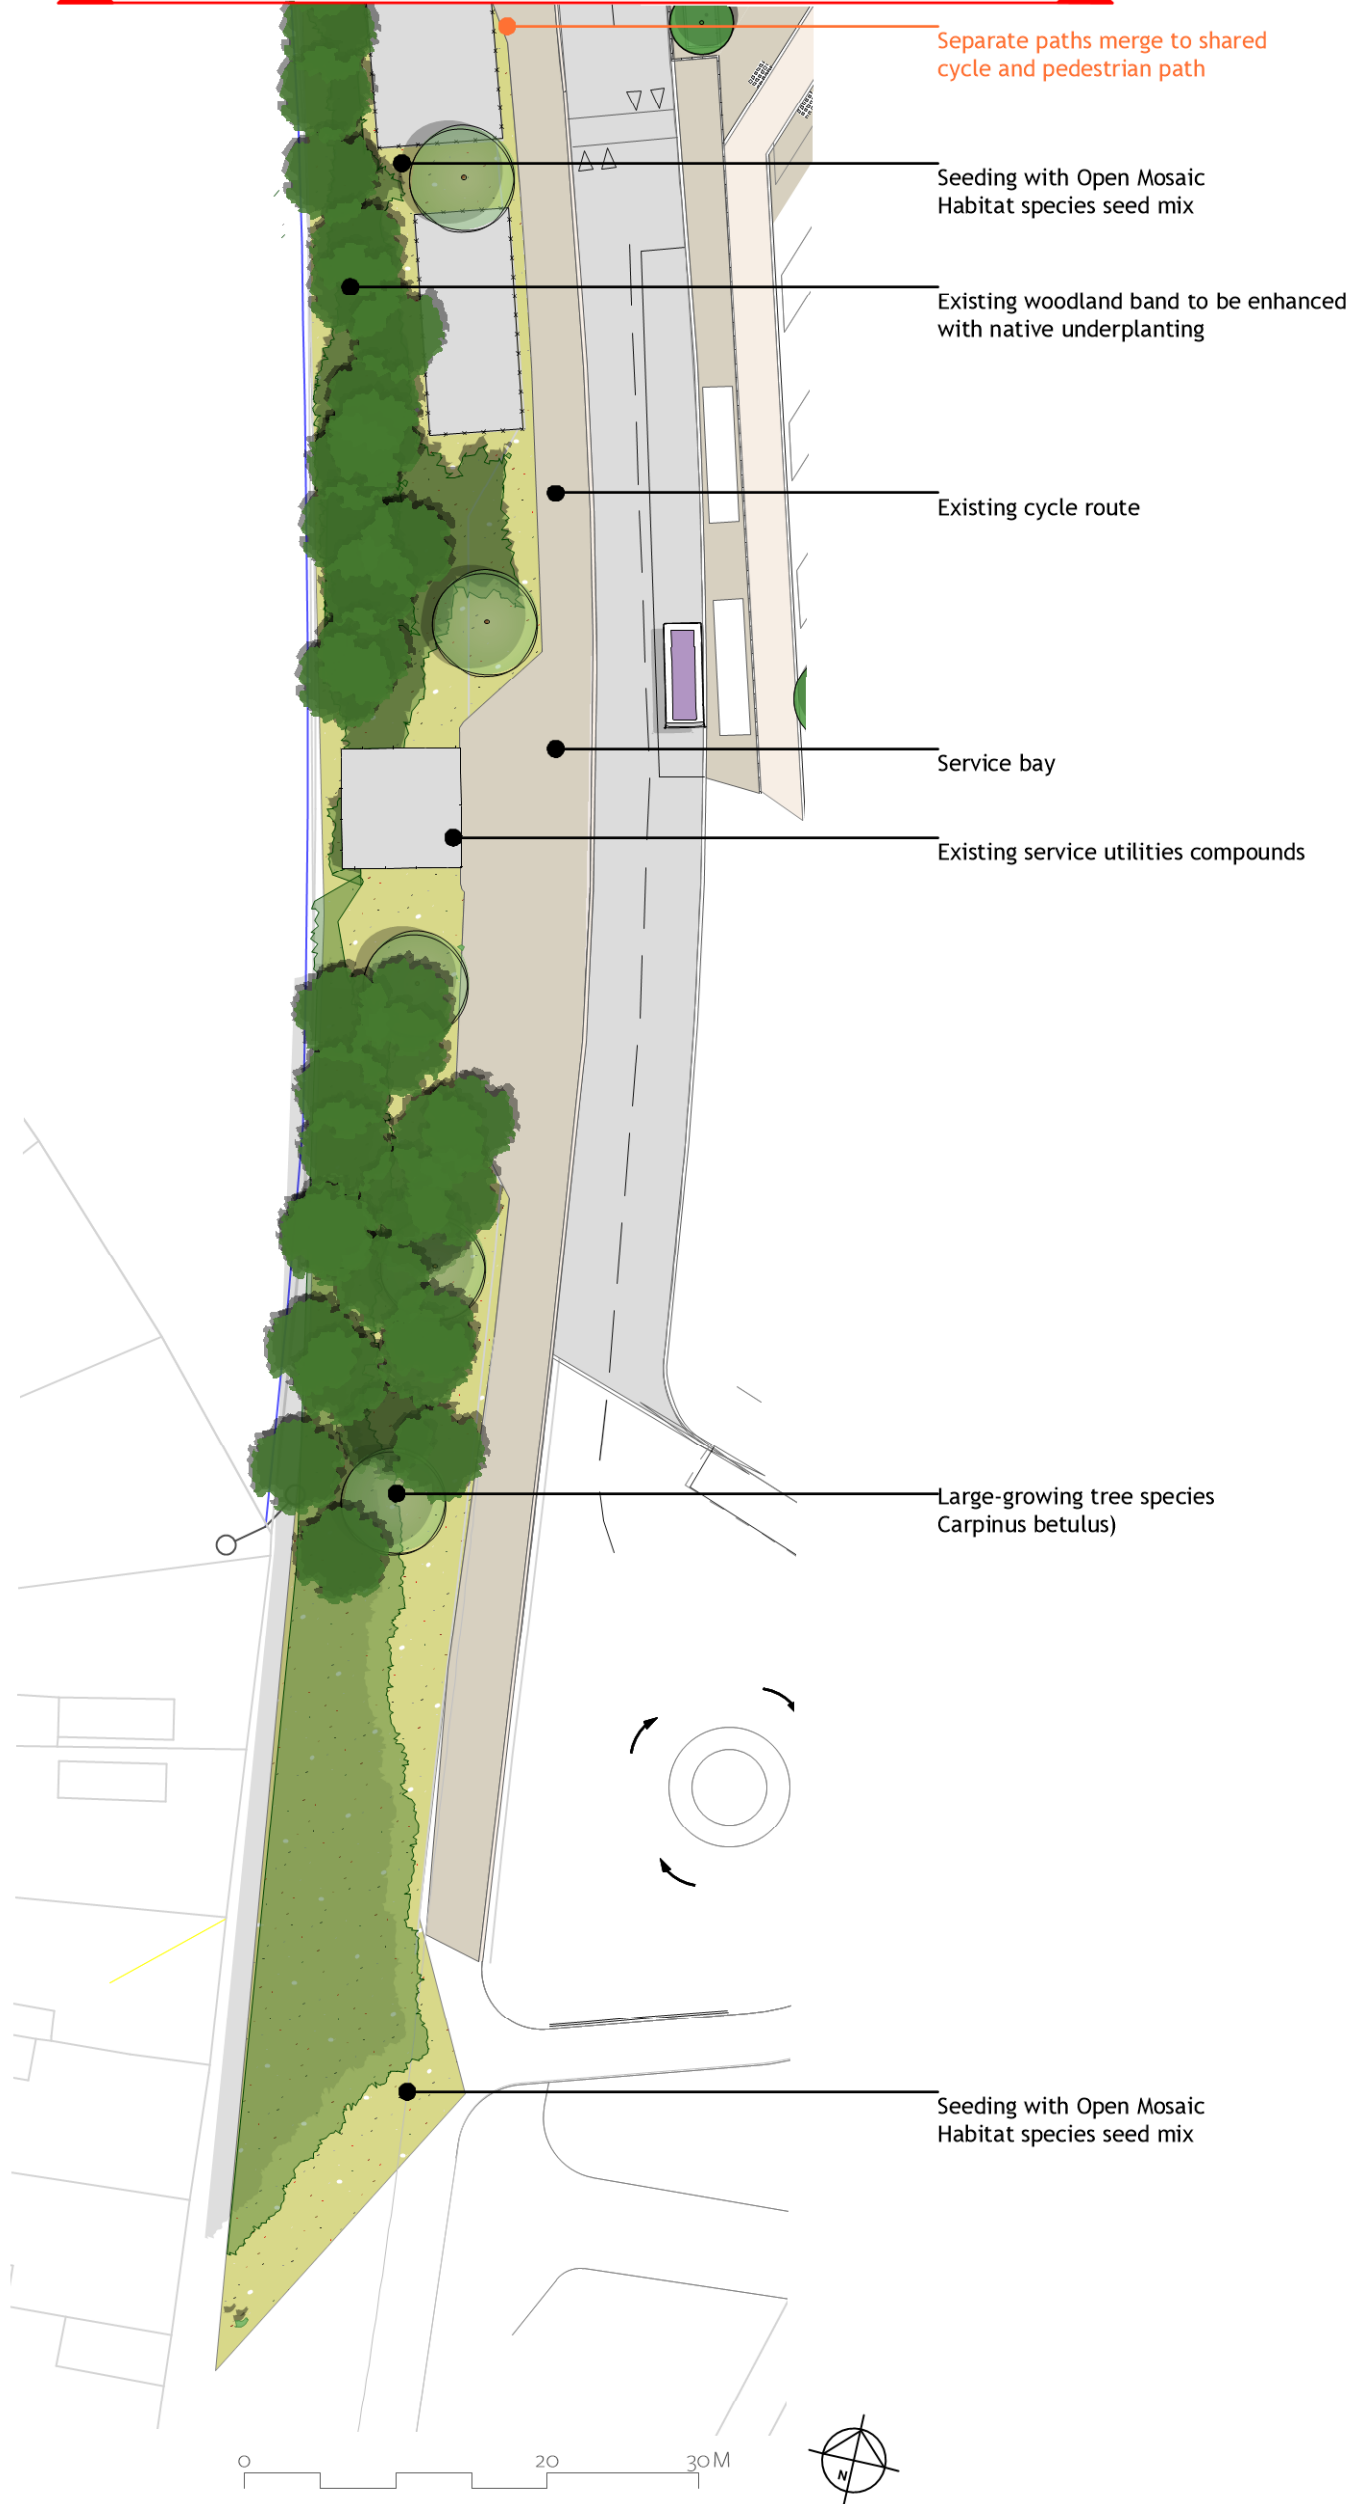 Separate paths merge to shared
cycle and pedestrian path
Seeding with Open Mosaic
Habitat species seed mix
Existing woodland band to be enhanced
with native underplanting
Existing cycle route
Service bay
Existing service utilities compounds
Large-growing tree species
Carpinus betulus)
Seeding with Open Mosaic
Habitat species seed mix
0 20 30M
N